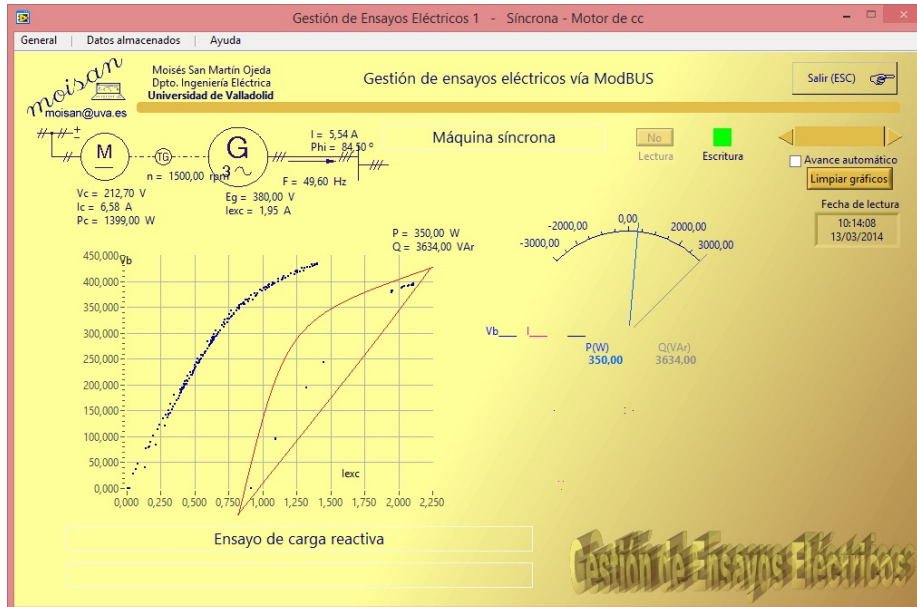 Gestión de Ensayos Eléctricos 1 - Síncrona - Motor de cc
General | Datos almacenados | Ayuda
moisan
moisan@uva.es
Moisés San Martín Ojeda
Dpto. Ingeniería Eléctrica
Universidad de Valladolid
Gestión de ensayos eléctricos vía ModBUS
Salir (ESC)
Máquina síncrona
No
Lectura
Escritura
Avance automático
Limpiar gráficos
Fecha de lectura
10:14:08
13/03/2014
M
TG
G
3
I = 5,54 A
Phi = 84,50 º
n = 1500,00 rpm
F = 49,60 Hz
Vc = 212,70 V
Ic = 6,58 A
Pc = 1399,00 W
Eg = 380,00 V
Iexc = 1,95 A
P = 350,00 W
Q = 3634,00 VAr
-3000,00 -2000,00 0,00 2000,00 3000,00
Vb I
P(W) Q(VAr)
350,00 3634,00
Vb
450,000
400,000
350,000
300,000
250,000
200,000
150,000
100,000
50,000
0,000
Iexc
0,000 0,250 0,500 0,750 1,000 1,250 1,500 1,750 2,000 2,250
Ensayo de carga reactiva
Gestión de Ensayos Eléctricos